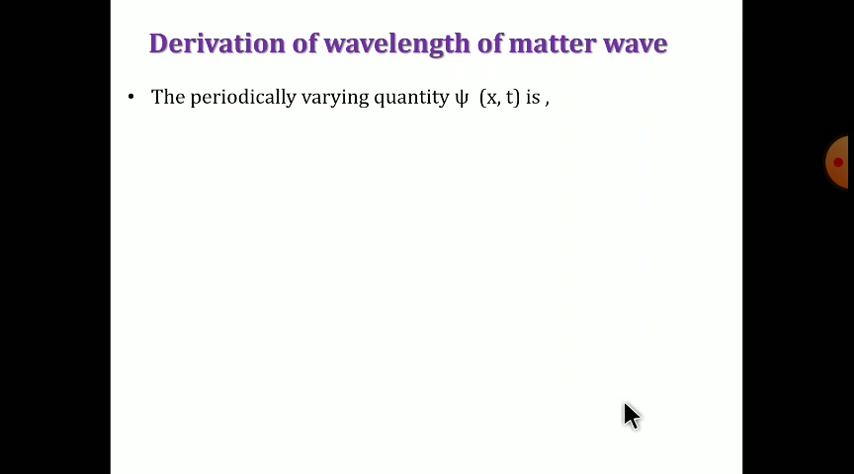 Derivation of wavelength of matter wave
• The periodically varying quantity ψ (x, t) is ,